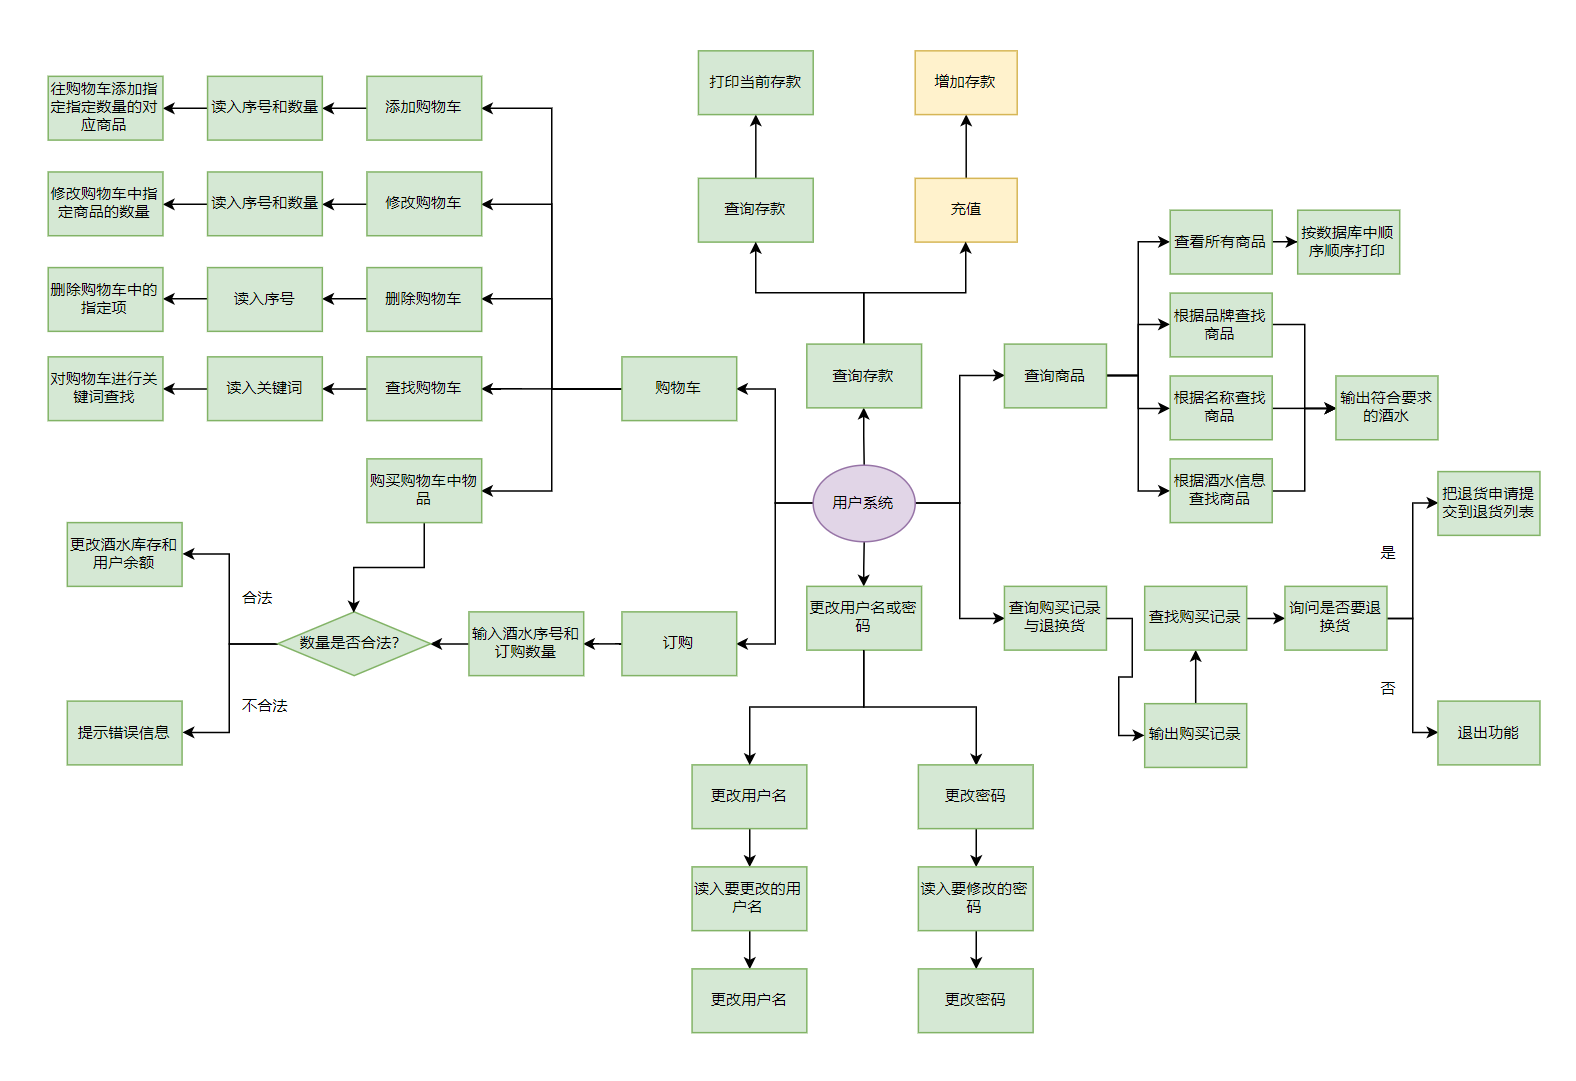 往购物车添加指
定指定数量的对
应商品
读入序号和数量
添加购物车
打印当前存款
增加存款
修改购物车中指
定商品的数量
读入序号和数量
修改购物车
查询存款
充值
查看所有商品
按数据库中顺
序顺序打印
删除购物车中的
指定项
读入序号
删除购物车
根据品牌查找
商品
对购物车进行关
键词查找
读入关键词
查找购物车
购物车
查询存款
查询商品
根据名称查找
商品
输出符合要求
的酒水
购买购物车中物
品
用户系统
根据酒水信息
查找商品
把退货申请提
交到退货列表
更改酒水库存和
用户余额
是
合法
数量是否合法？
输入酒水序号和
订购数量
订购
更改用户名或密
码
查询购买记录
与退换货
查找购买记录
询问是否要退
换货
否
不合法
提示错误信息
输出购买记录
退出功能
更改用户名
更改密码
读入要更改的用
户名
读入要修改的密
码
更改用户名
更改密码